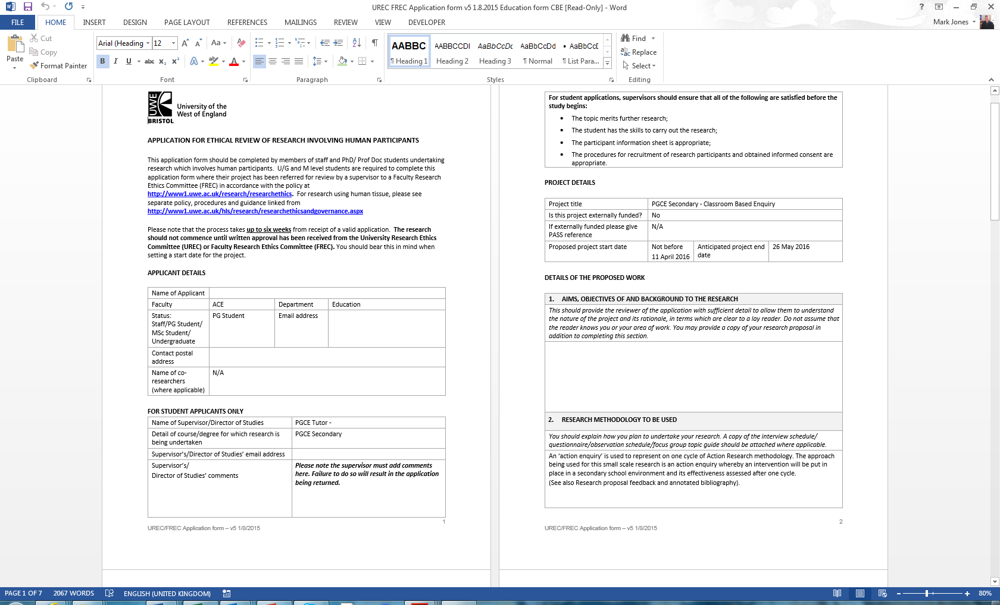 UREC FREC Application form v5 1.8.2015 Education form CBE [Read-Only] - Word
FILE HOME INSERT DESIGN PAGE LAYOUT REFERENCES MAILINGS REVIEW VIEW DEVELOPER
Mark Jones
Paste
Cut
Copy
Format Painter
Clipboard
Arial (Heading 12
Font
Paragraph
AABBC AABBCCDI AaBbCcDc AaBbCcDd AaBbCcD
¶ Heading 1 Heading 2 Heading 3 ¶ Normal ¶ List Para...
Styles
Find
Replace
Select
Editing
UWE
BRISTOL
University of the
West of England
APPLICATION FOR ETHICAL REVIEW OF RESEARCH INVOLVING HUMAN PARTICIPANTS
This application form should be completed by members of staff and PhD/ Prof Doc students undertaking
research which involves human participants. U/G and M level students are required to complete this
application form where their project has been referred for review by a supervisor to a Faculty Research
Ethics Committee (FREC) in accordance with the policy at
http://www1.uwe.ac.uk/research/researchethics. For research using human tissue, please see
separate policy, procedures and guidance linked from
http://www1.uwe.ac.uk/hls/research/researchethicsandgovernance.aspx
Please note that the process takes up to six weeks from receipt of a valid application. The research
should not commence until written approval has been received from the University Research Ethics
Committee (UREC) or Faculty Research Ethics Committee (FREC). You should bear this in mind when
setting a start date for the project.
APPLICANT DETAILS
Name of Applicant
Faculty ACE Department Education
Status: PG Student Email address
Staff/PG Student/
MSc Student/
Undergraduate
Contact postal
address
Name of co- N/A
researchers
(where applicable)
FOR STUDENT APPLICANTS ONLY
Name of Supervisor/Director of Studies PGCE Tutor -
Detail of course/degree for which research is PGCE Secondary
being undertaken
Supervisor's/Director of Studies' email address
Supervisor's/
Director of Studies' comments
Please note the supervisor must add comments
here. Failure to do so will result in the application
being returned.
1
UREC/FREC Application form – v5 1/8/2015
For student applications, supervisors should ensure that all of the following are satisfied before the
study begins:
• The topic merits further research;
• The student has the skills to carry out the research;
• The participant information sheet is appropriate;
• The procedures for recruitment of research participants and obtained informed consent are
appropriate.
PROJECT DETAILS
Project title PGCE Secondary - Classroom Based Enquiry
Is this project externally funded? No
If externally funded please give N/A
PASS reference
Proposed project start date
Not before
11 April 2016
Anticipated project end
date
26 May 2016
DETAILS OF THE PROPOSED WORK
1. AIMS, OBJECTIVES OF AND BACKGROUND TO THE RESEARCH
This should provide the reviewer of the application with sufficient detail to allow them to understand
the nature of the project and its rationale, in terms which are clear to a lay reader. Do not assume that
the reader knows you or your area of work. You may provide a copy of your research proposal in
addition to completing this section.
2. RESEARCH METHODOLOGY TO BE USED
You should explain how you plan to undertake your research. A copy of the interview schedule/
questionnaire/observation schedule/focus group topic guide should be attached where applicable.
An 'action enquiry' is used to represent on one cycle of Action Research methodology. The approach
being used for this small scale research is an action enquiry whereby an intervention will be put in
place in a secondary school environment and its effectiveness assessed after one cycle.
(See also Research proposal feedback and annotated bibliography).
2
UREC/FREC Application form – v5 1/8/2015
PAGE 1 OF 7 2067 WORDS ENGLISH (UNITED KINGDOM) 80%